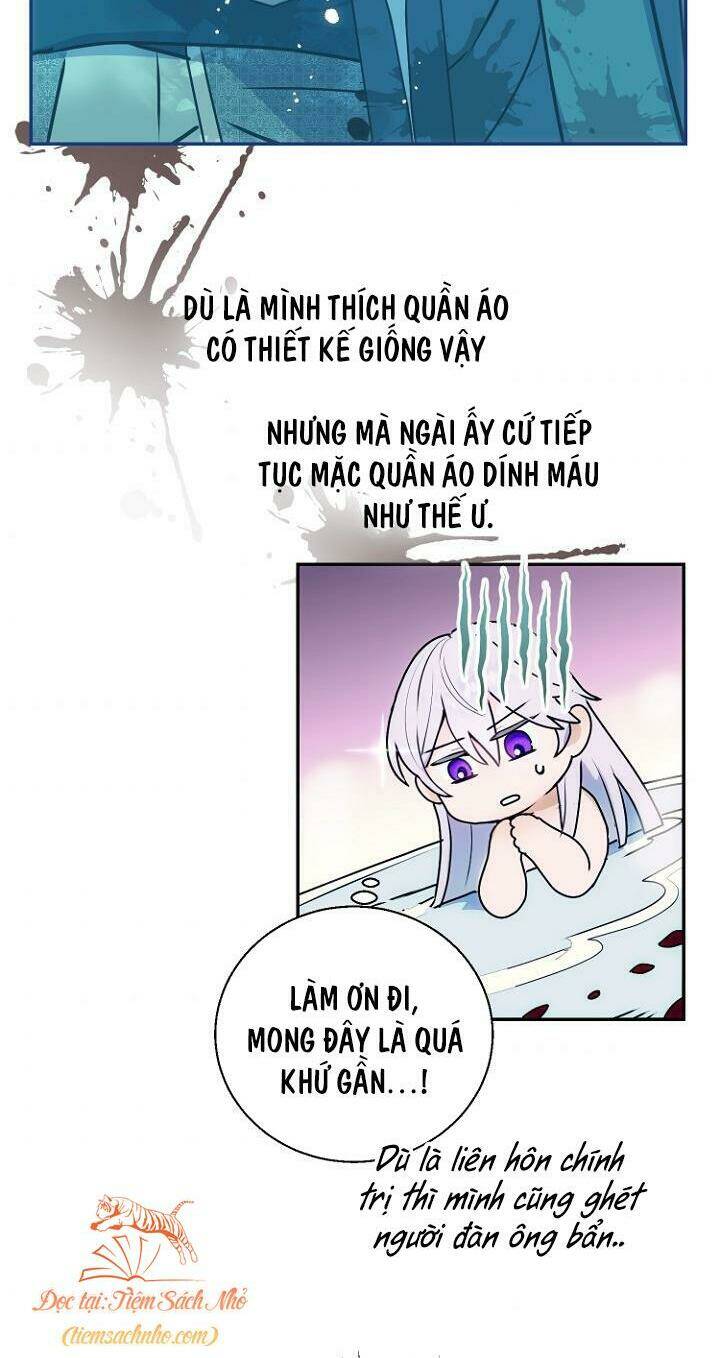 DÙ LÀ MÌNH THÍCH QUẦN ÁO
CÓ THIẾT KẾ GIỐNG VẬY
NHƯNG MÀ NGÀI ẤY CỨ TIẾP
TỤC MẶC QUẦN ÁO DÍNH MÁU
NHƯ THẾ Ư.
LÀM ƠN ĐI,
MONG ĐÂY LÀ QUÁ
KHỨ GẦN...!
Dù là liên hôn chính
trị thì mình cũng ghét
người đàn ông bẩn..
Đọc tại: Tiệm Sách Nhỏ
(tiemsachnho.com)